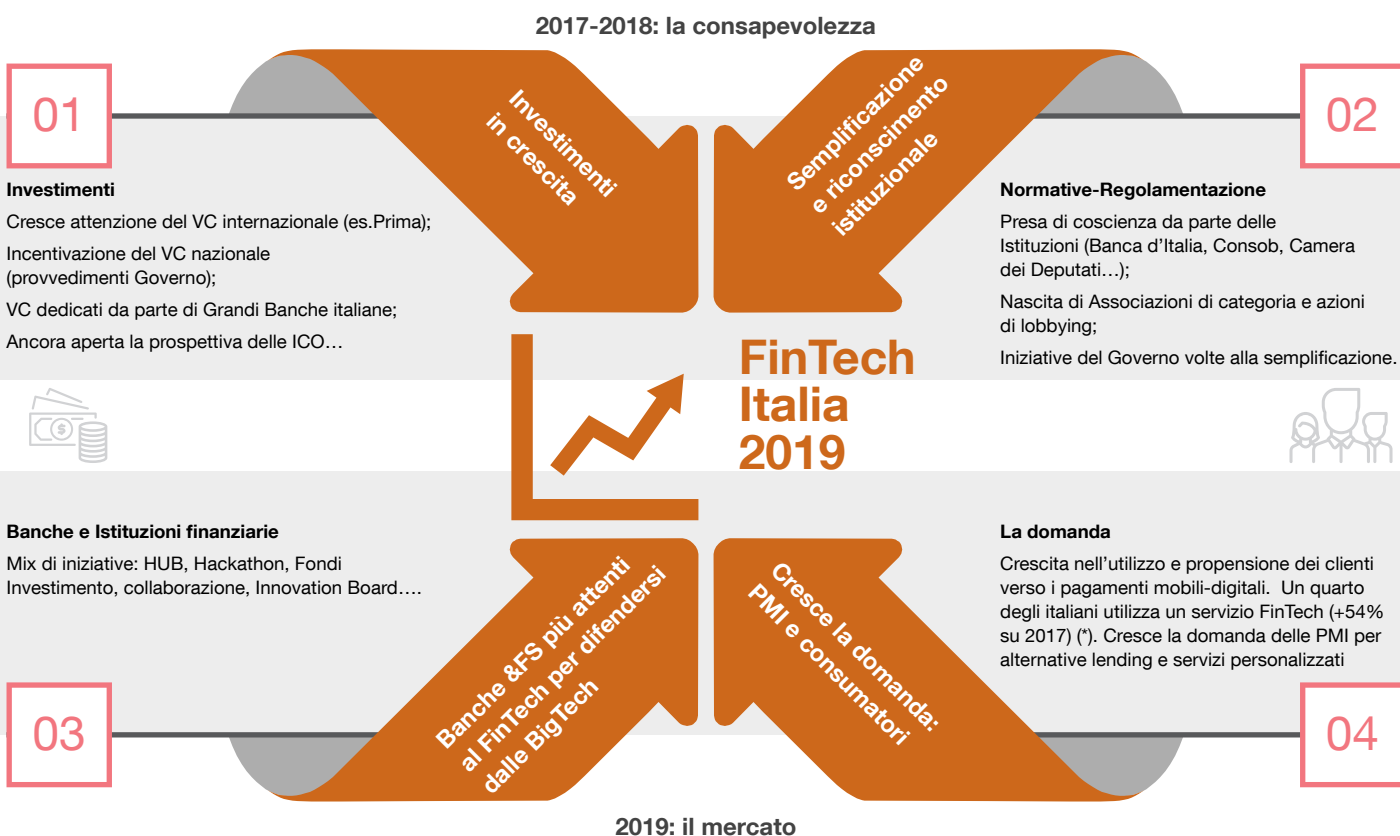 2017-2018: la consapevolezza
01
Investimenti
in crescita
Semplificazione
e riconscimento
istituzionale
02
Investimenti
Cresce attenzione del VC internazionale (es.Prima);
Incentivazione del VC nazionale
(provvedimenti Governo);
VC dedicati da parte di Grandi Banche italiane;
Ancora aperta la prospettiva delle ICO…
Normative-Regolamentazione
Presa di coscienza da parte delle
Istituzioni (Banca d’Italia, Consob, Camera
dei Deputati…);
Nascita di Associazioni di categoria e azioni
di lobbying;
Iniziative del Governo volte alla semplificazione.
FinTech
Italia
2019
$
Banche e Istituzioni finanziarie
Mix di iniziative: HUB, Hackathon, Fondi
Investimento, collaborazione, Innovation Board….
03
Banche &FS più attenti
al FinTech per difendersi
dalle BigTech
Cresce la domanda:
PMI e consumatori
La domanda
Crescita nell’utilizzo e propensione dei clienti
verso i pagamenti mobili-digitali.  Un quarto
degli italiani utilizza un servizio FinTech (+54%
su 2017) (*). Cresce la domanda delle PMI per
alternative lending e servizi personalizzati
04
2019: il mercato